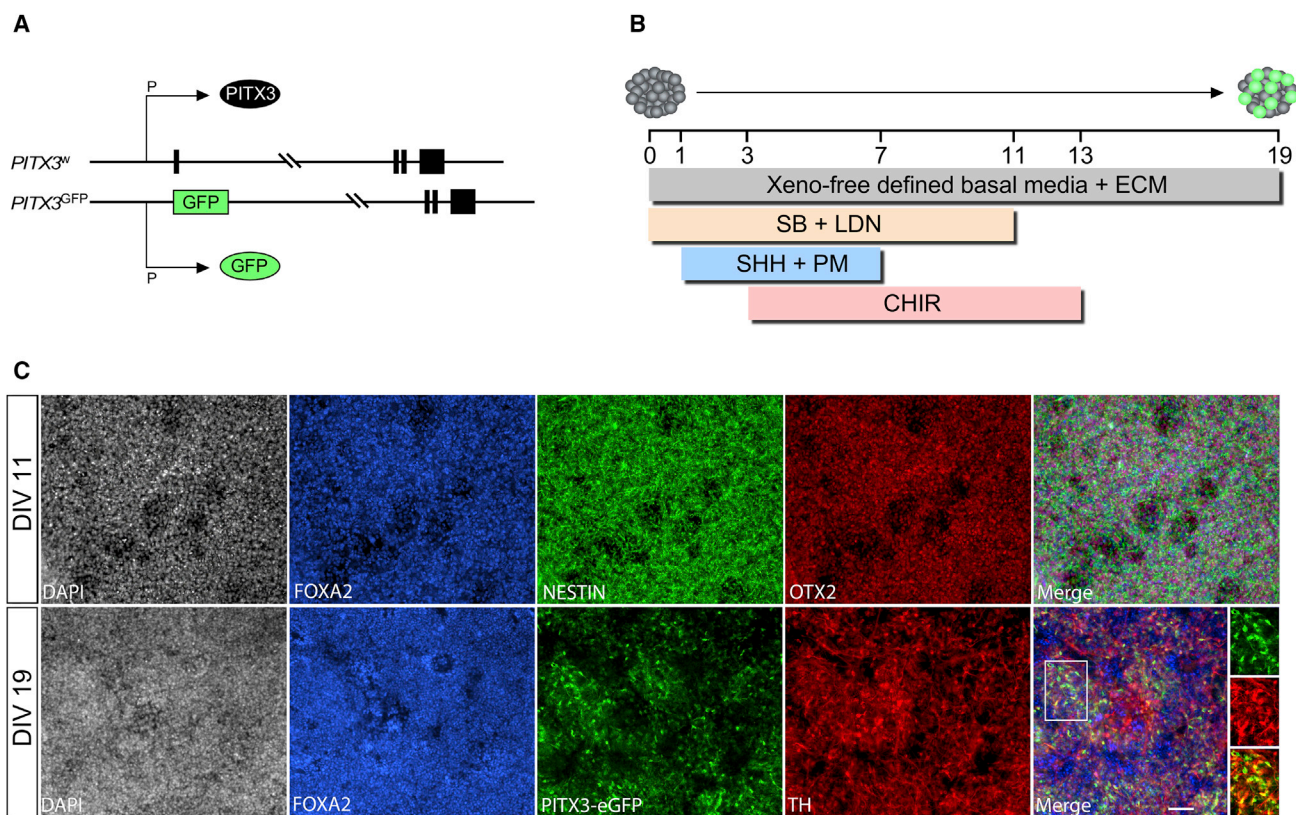 A
P
PITX3
PITX3ᵂ
PITX3ᴳᶠᴾ
GFP
P
GFP
B
0 1 3 7 11 13 19
Xeno-free defined basal media + ECM
SB + LDN
SHH + PM
CHIR
C
DIV 11
DAPI
FOXA2
NESTIN
OTX2
Merge
DIV 19
DAPI
FOXA2
PITX3-eGFP
TH
Merge